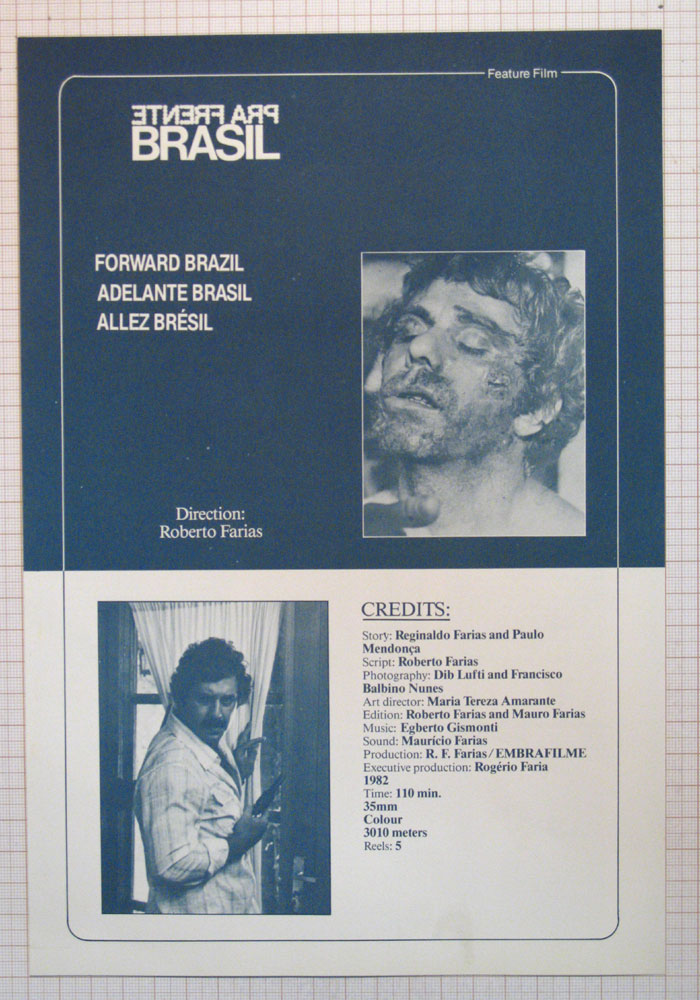 Feature Film
PRA FRENTE
BRASIL
FORWARD BRAZIL
ADELANTE BRASIL
ALLEZ BRÉSIL
Direction:
Roberto Farias
CREDITS:
Story: Reginaldo Farias and Paulo
Mendonça
Script: Roberto Farias
Photography: Dib Lufti and Francisco
Balbino Nunes
Art director: Maria Tereza Amarante
Edition: Roberto Farias and Mauro Farias
Music: Egberto Gismonti
Sound: Maurício Farias
Production: R. F. Farias/EMBRAFILME
Executive production: Rogério Faria
1982
Time: 110 min.
35mm
Colour
3010 meters
Reels: 5